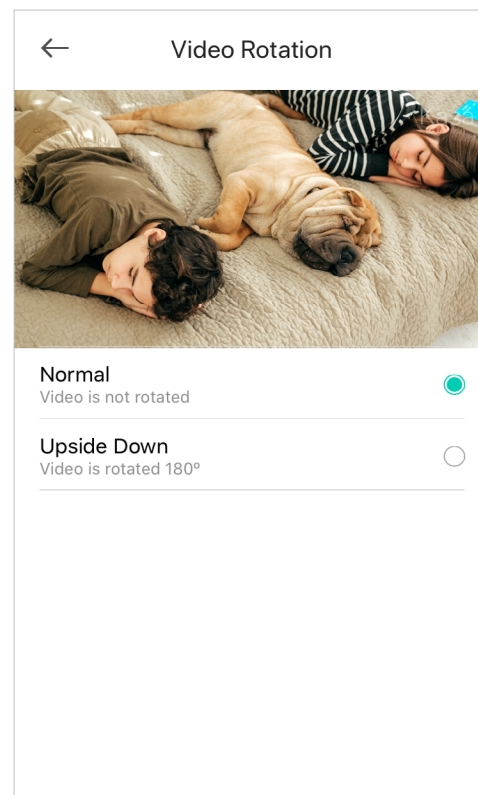 Video Rotation
Normal
Video is not rotated
Upside Down
Video is rotated 180º